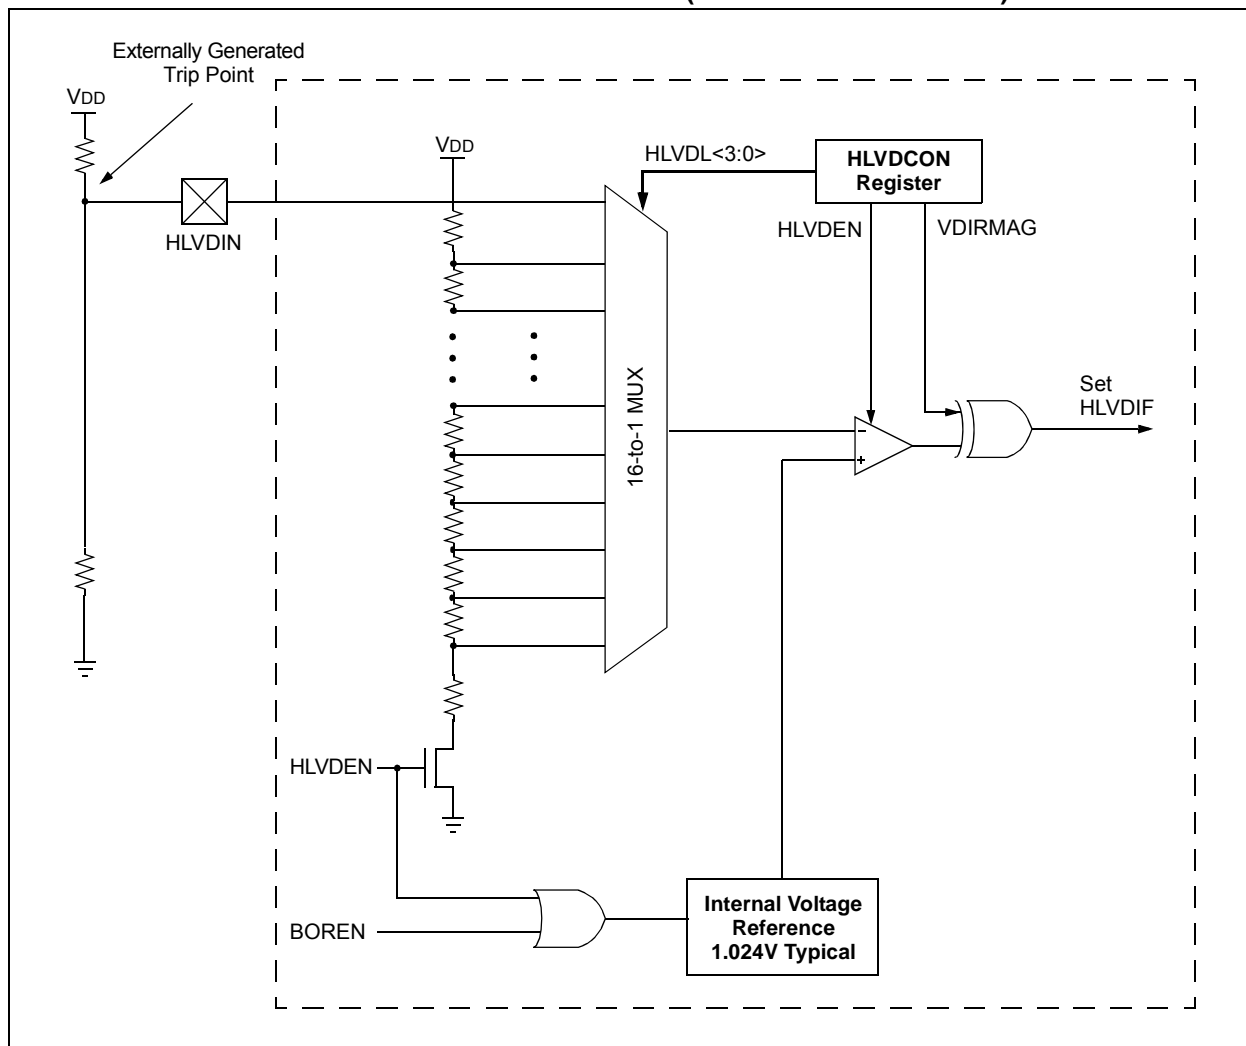 Externally Generated
Trip Point
VDD
VDD
HLVDIN
HLVDL<3:0>
HLVDCON
Register
HLVDEN
VDIRMAG
16-to-1 MUX
−
+
Set
HLVDIF
HLVDEN
BOREN
Internal Voltage
Reference
1.024V Typical